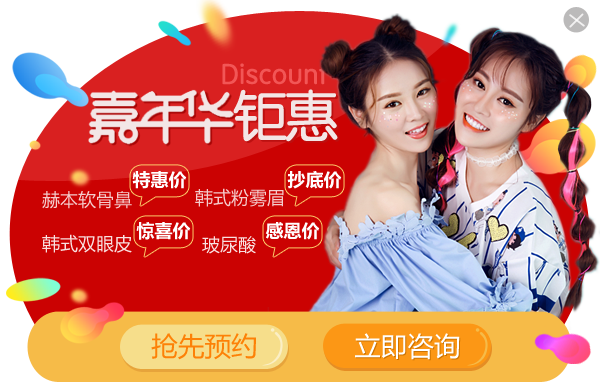 Discount
嘉年华钜惠
赫本软骨鼻 特惠价
韩式粉雾眉 抄底价
韩式双眼皮 惊喜价
玻尿酸 感恩价
抢先预约
立即咨询